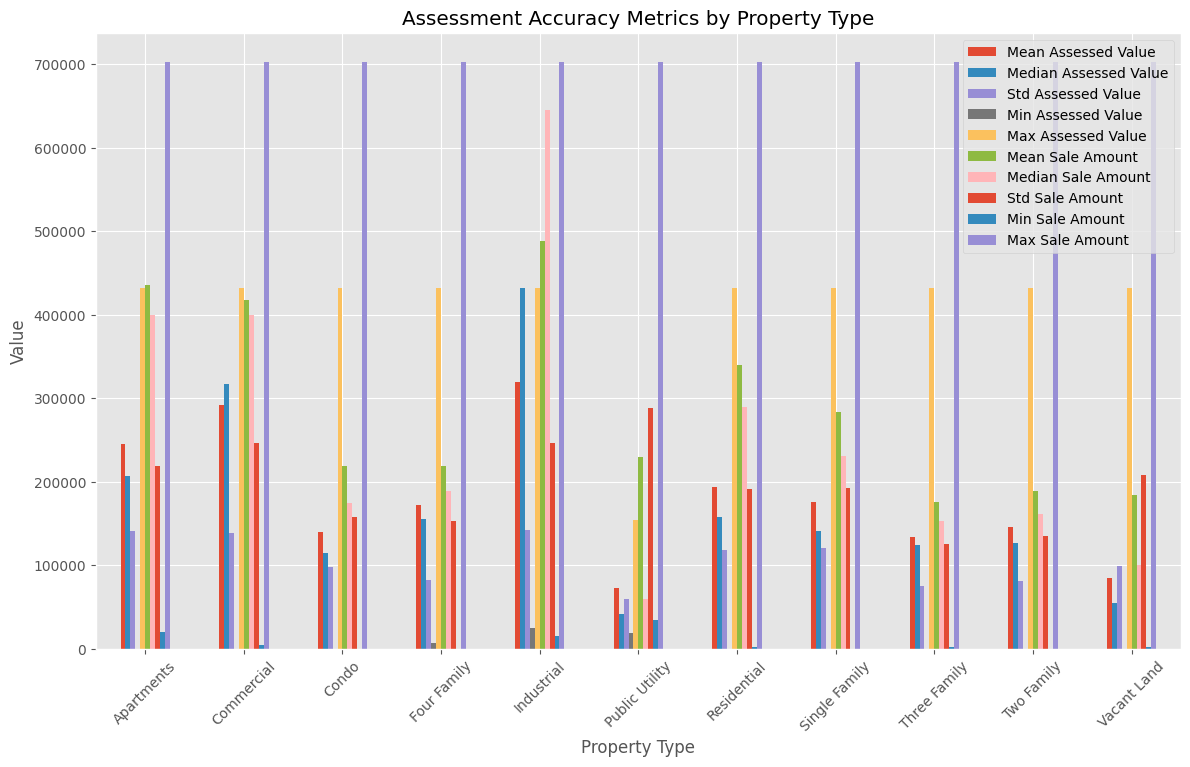 Assessment Accuracy Metrics by Property Type
Mean Assessed Value
Median Assessed Value
Std Assessed Value
Min Assessed Value
Max Assessed Value
Mean Sale Amount
Median Sale Amount
Std Sale Amount
Min Sale Amount
Max Sale Amount
Value
700000
600000
500000
400000
300000
200000
100000
0
Apartments
Commercial
Condo
Four Family
Industrial
Public Utility
Residential
Single Family
Three Family
Two Family
Vacant Land
Property Type